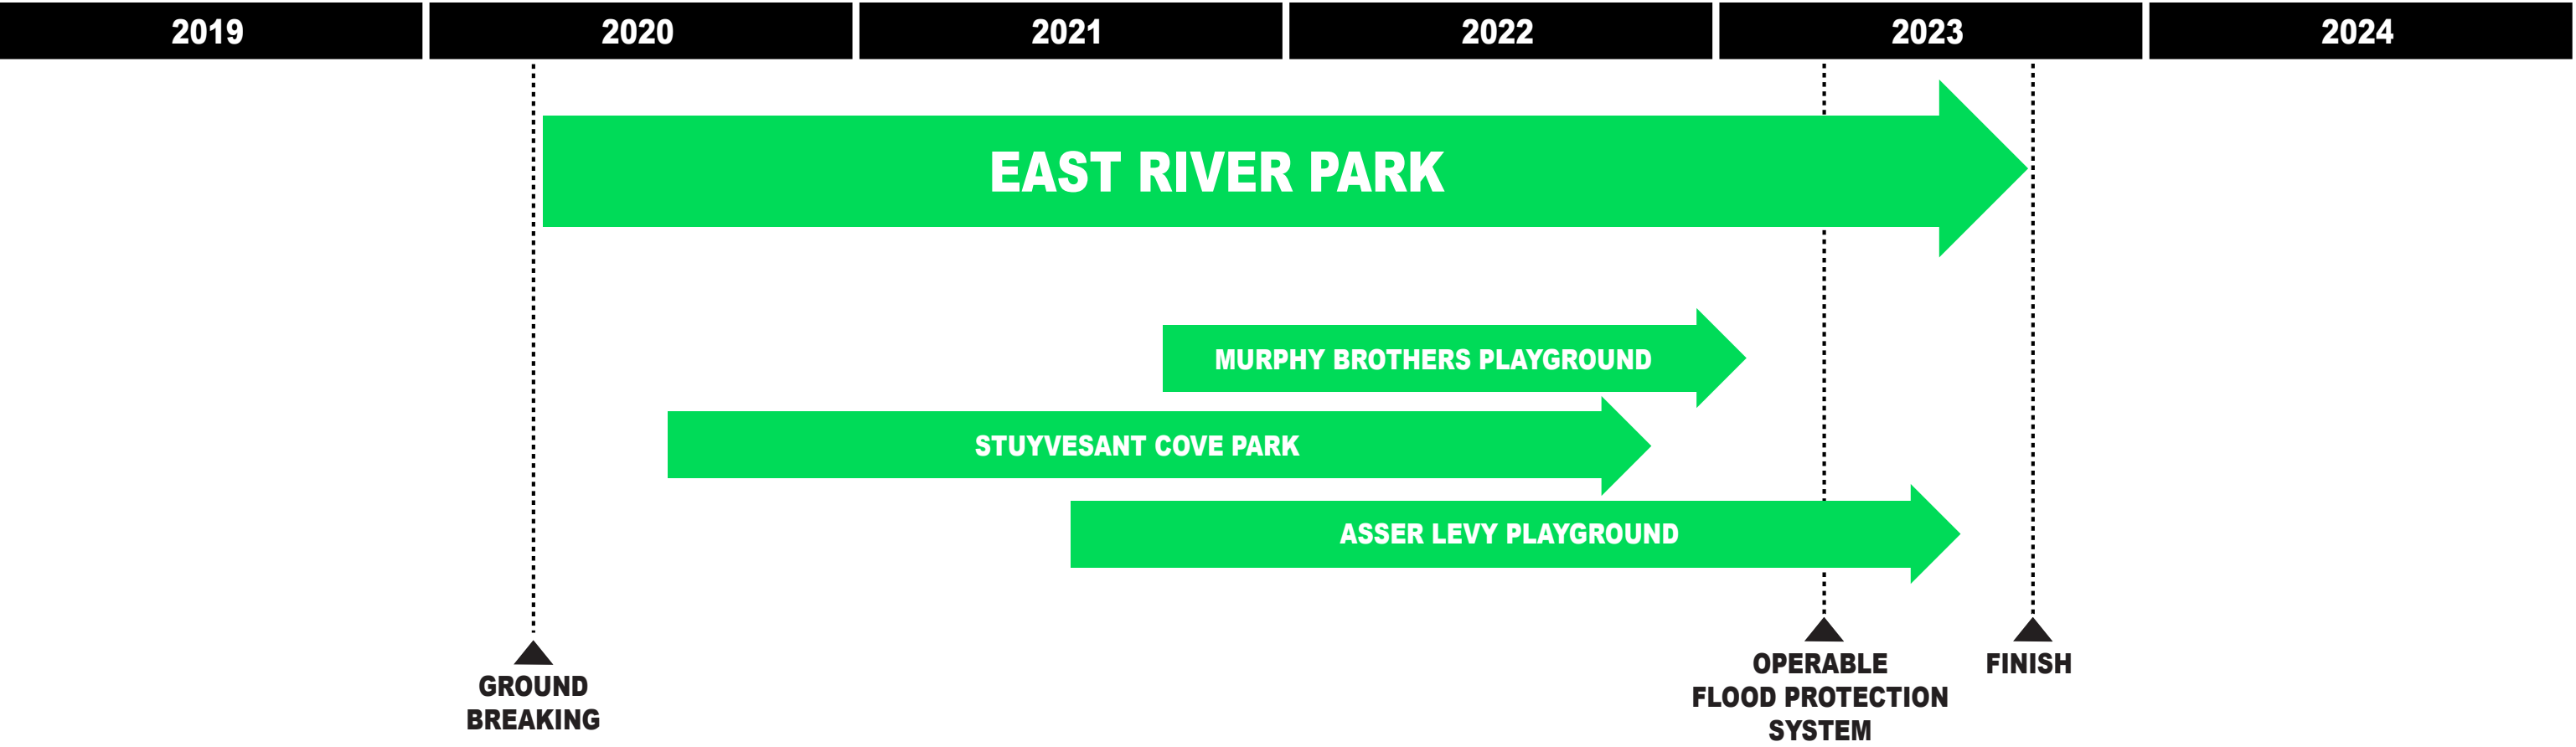 2019
2020
2021
2022
2023
2024
EAST RIVER PARK
MURPHY BROTHERS PLAYGROUND
STUYVESANT COVE PARK
ASSER LEVY PLAYGROUND
GROUND
BREAKING
OPERABLE
FLOOD PROTECTION
SYSTEM
FINISH